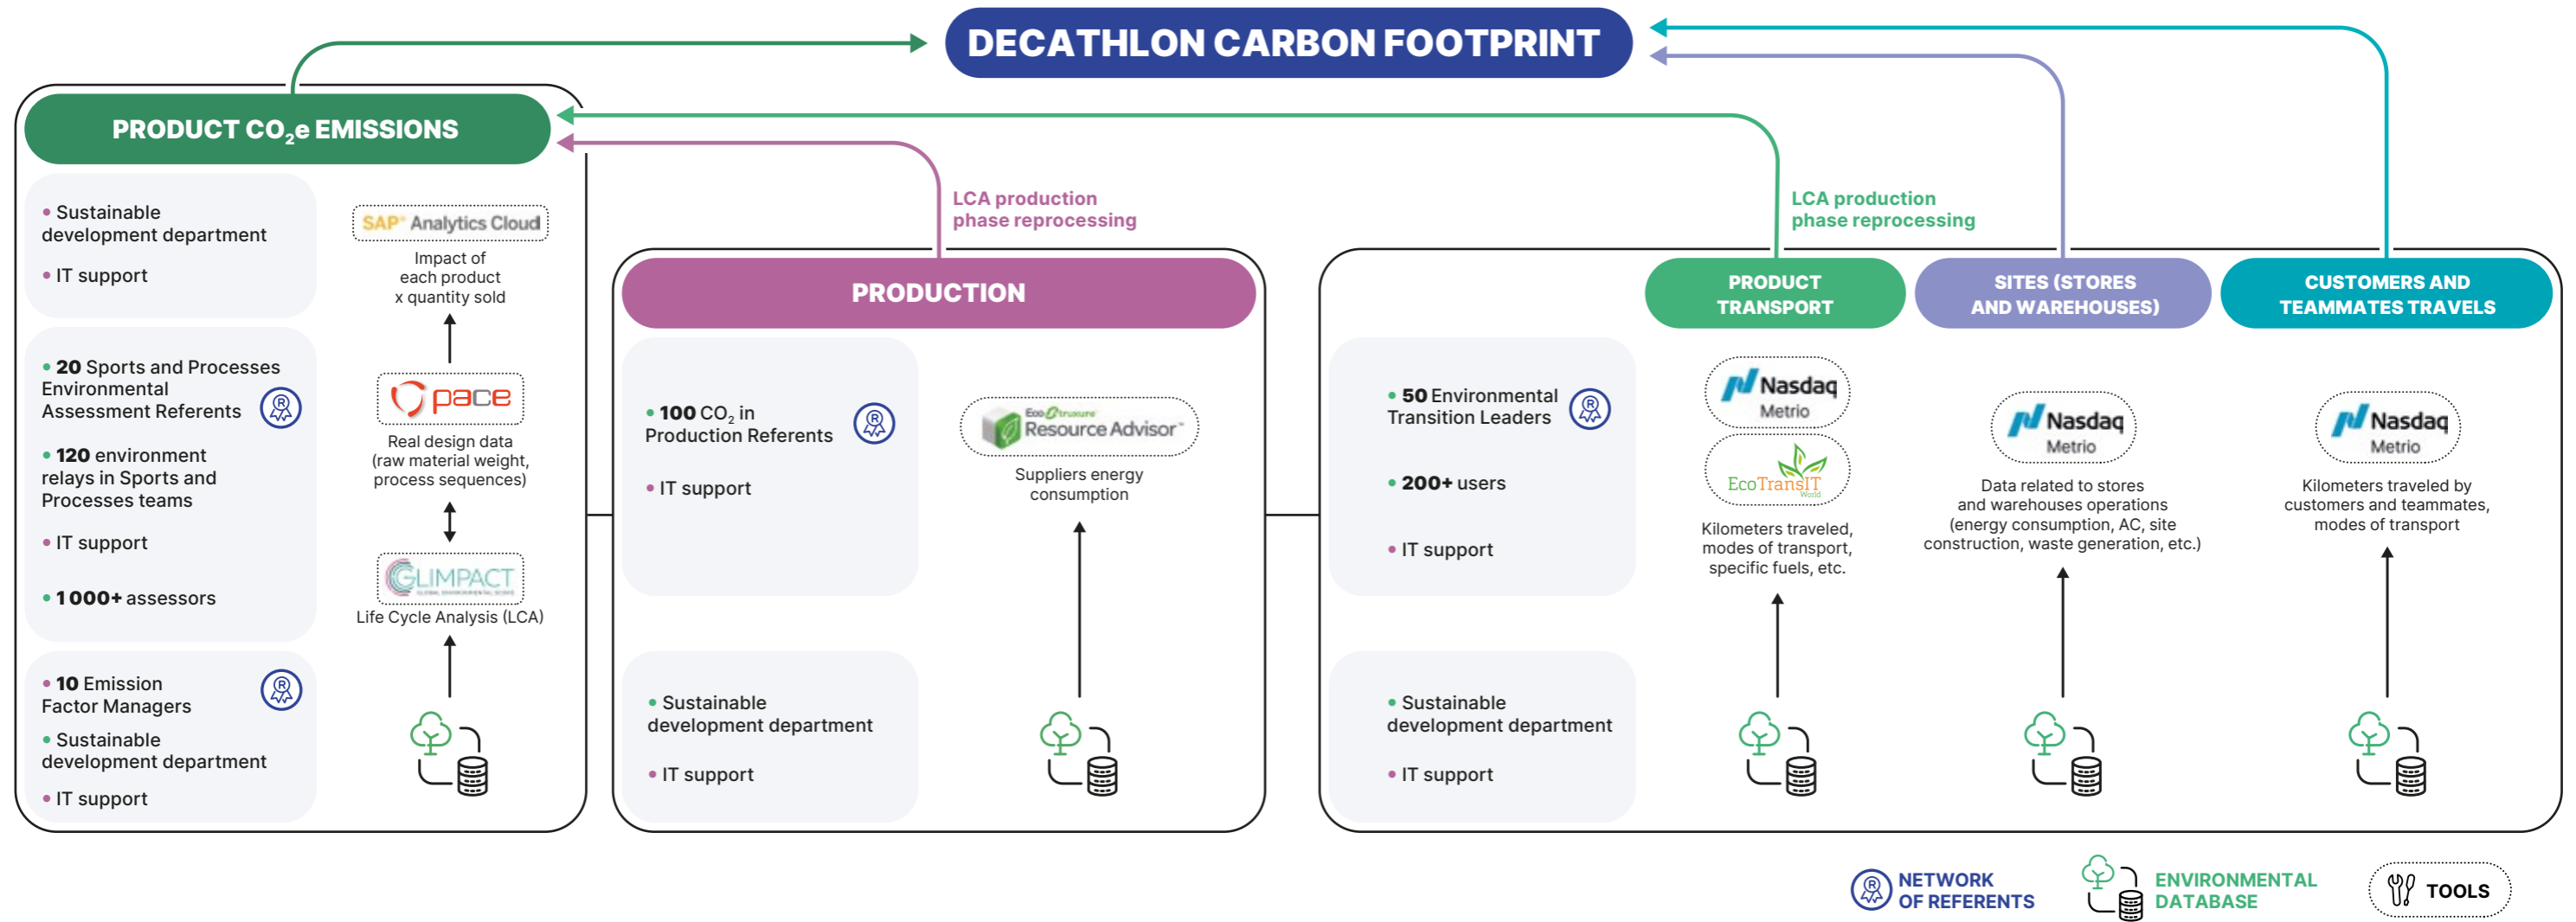 DECATHLON CARBON FOOTPRINT
PRODUCT CO₂e EMISSIONS
• Sustainable
development department
• IT support
• 20 Sports and Processes
Environmental
Assessment Referents
R
• 120 environment
relays in Sports and
Processes teams
• IT support
• 1 000+ assessors
• 10 Emission
Factor Managers
R
• Sustainable
development department
• IT support
SAP® Analytics Cloud
Impact of
each product
x quantity sold
pace
Real design data
(raw material weight,
process sequences)
GLIMPACT
GLOBAL ENVIRONMENTAL SCORE
Life Cycle Analysis (LCA)
LCA production
phase reprocessing
PRODUCTION
• 100 CO₂ in
Production Referents
R
• IT support
• Sustainable
development department
• IT support
EcoStruxure
Resource Advisor™
Suppliers energy
consumption
LCA production
phase reprocessing
• 50 Environmental
Transition Leaders
R
• 200+ users
• IT support
• Sustainable
development department
• IT support
PRODUCT
TRANSPORT
Nasdaq
Metrio
EcoTransIT
World
Kilometers traveled,
modes of transport,
specific fuels, etc.
SITES (STORES
AND WAREHOUSES)
Nasdaq
Metrio
Data related to stores
and warehouses operations
(energy consumption, AC, site
construction, waste generation, etc.)
CUSTOMERS AND
TEAMMATES TRAVELS
Nasdaq
Metrio
Kilometers traveled by
customers and teammates,
modes of transport
R
NETWORK
OF REFERENTS
ENVIRONMENTAL
DATABASE
TOOLS